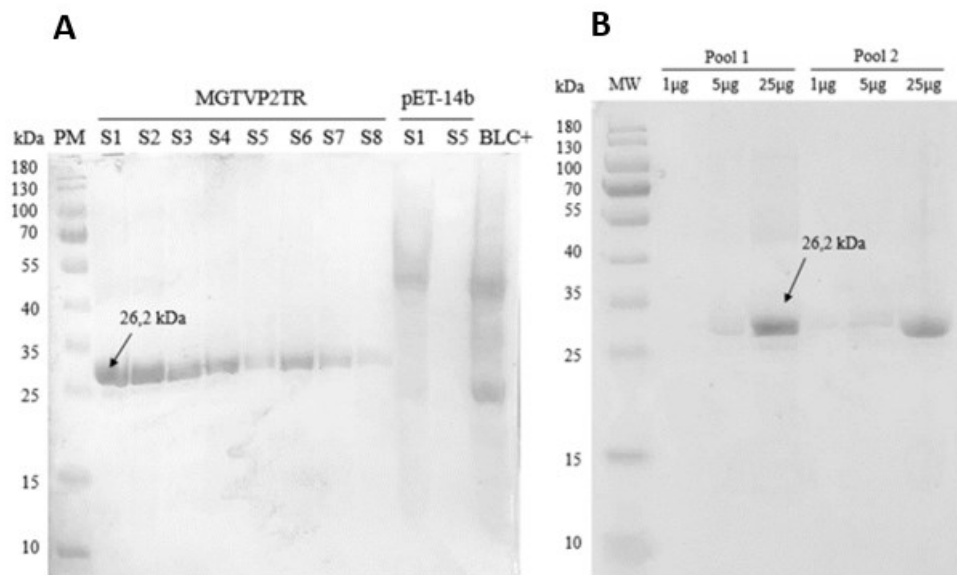 A
MGTVP2TR pET-14b
kDa PM S1 S2 S3 S4 S5 S6 S7 S8 S1 S5 BLC+
180
130
100
70
55
40
35
25
15
10
26,2 kDa
B
Pool 1 Pool 2
kDa MW 1µg 5µg 25µg 1µg 5µg 25µg
180
130
100
70
55
40
35
25
15
10
26,2 kDa